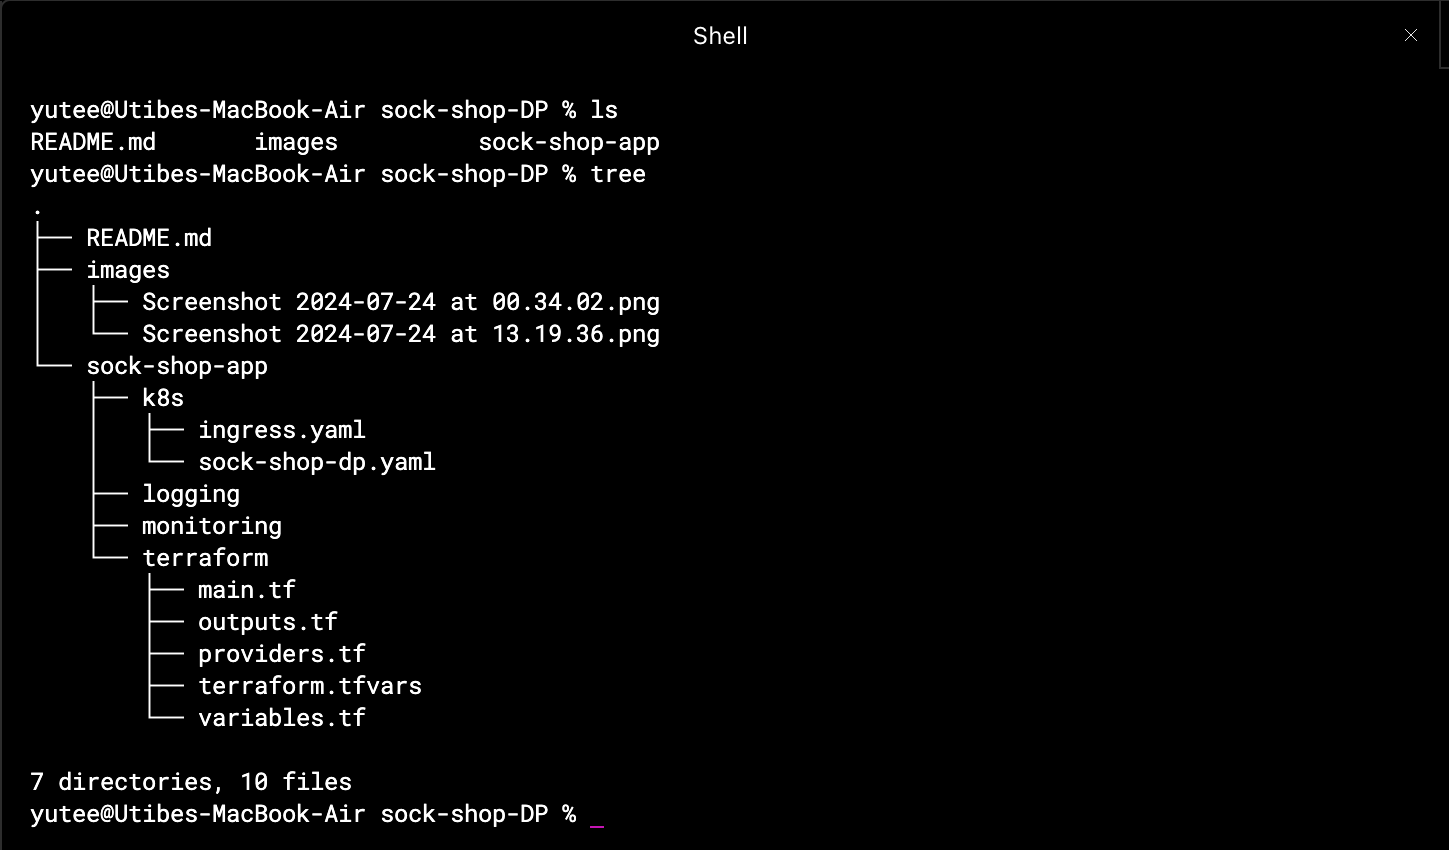 Shell
yutee@Utibes-MacBook-Air sock-shop-DP % ls
README.md       images          sock-shop-app
yutee@Utibes-MacBook-Air sock-shop-DP % tree
.
├── README.md
├── images
│   ├── Screenshot 2024-07-24 at 00.34.02.png
│   └── Screenshot 2024-07-24 at 13.19.36.png
└── sock-shop-app
    ├── k8s
    │   ├── ingress.yaml
    │   └── sock-shop-dp.yaml
    ├── logging
    ├── monitoring
    └── terraform
        ├── main.tf
        ├── outputs.tf
        ├── providers.tf
        ├── terraform.tfvars
        └── variables.tf

7 directories, 10 files
yutee@Utibes-MacBook-Air sock-shop-DP % _